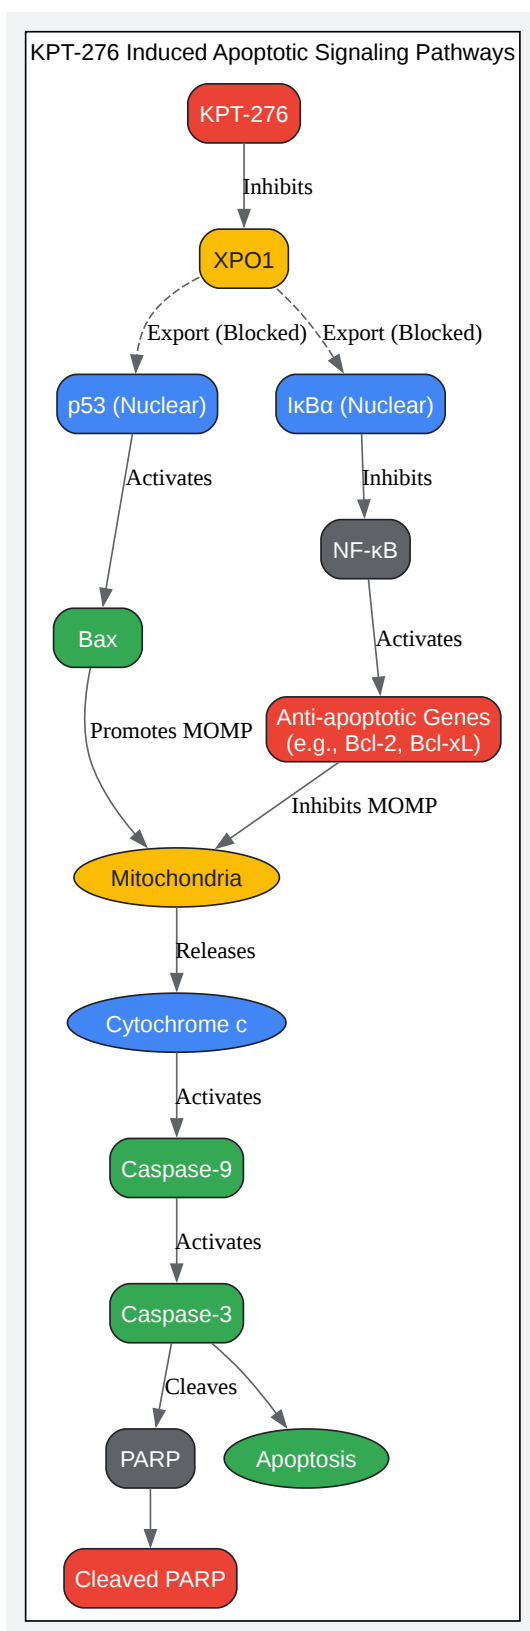 KPT-276 Induced Apoptotic Signaling Pathways
KPT-276
Inhibits
XPO1
Export (Blocked)
Export (Blocked)
p53 (Nuclear)
IκBα (Nuclear)
Activates
Inhibits
NF-κB
Bax
Activates
Anti-apoptotic Genes
(e.g., Bcl-2, Bcl-xL)
Promotes MOMP
Inhibits MOMP
Mitochondria
Releases
Cytochrome c
Activates
Caspase-9
Activates
Caspase-3
Cleaves
PARP
Apoptosis
Cleaved PARP